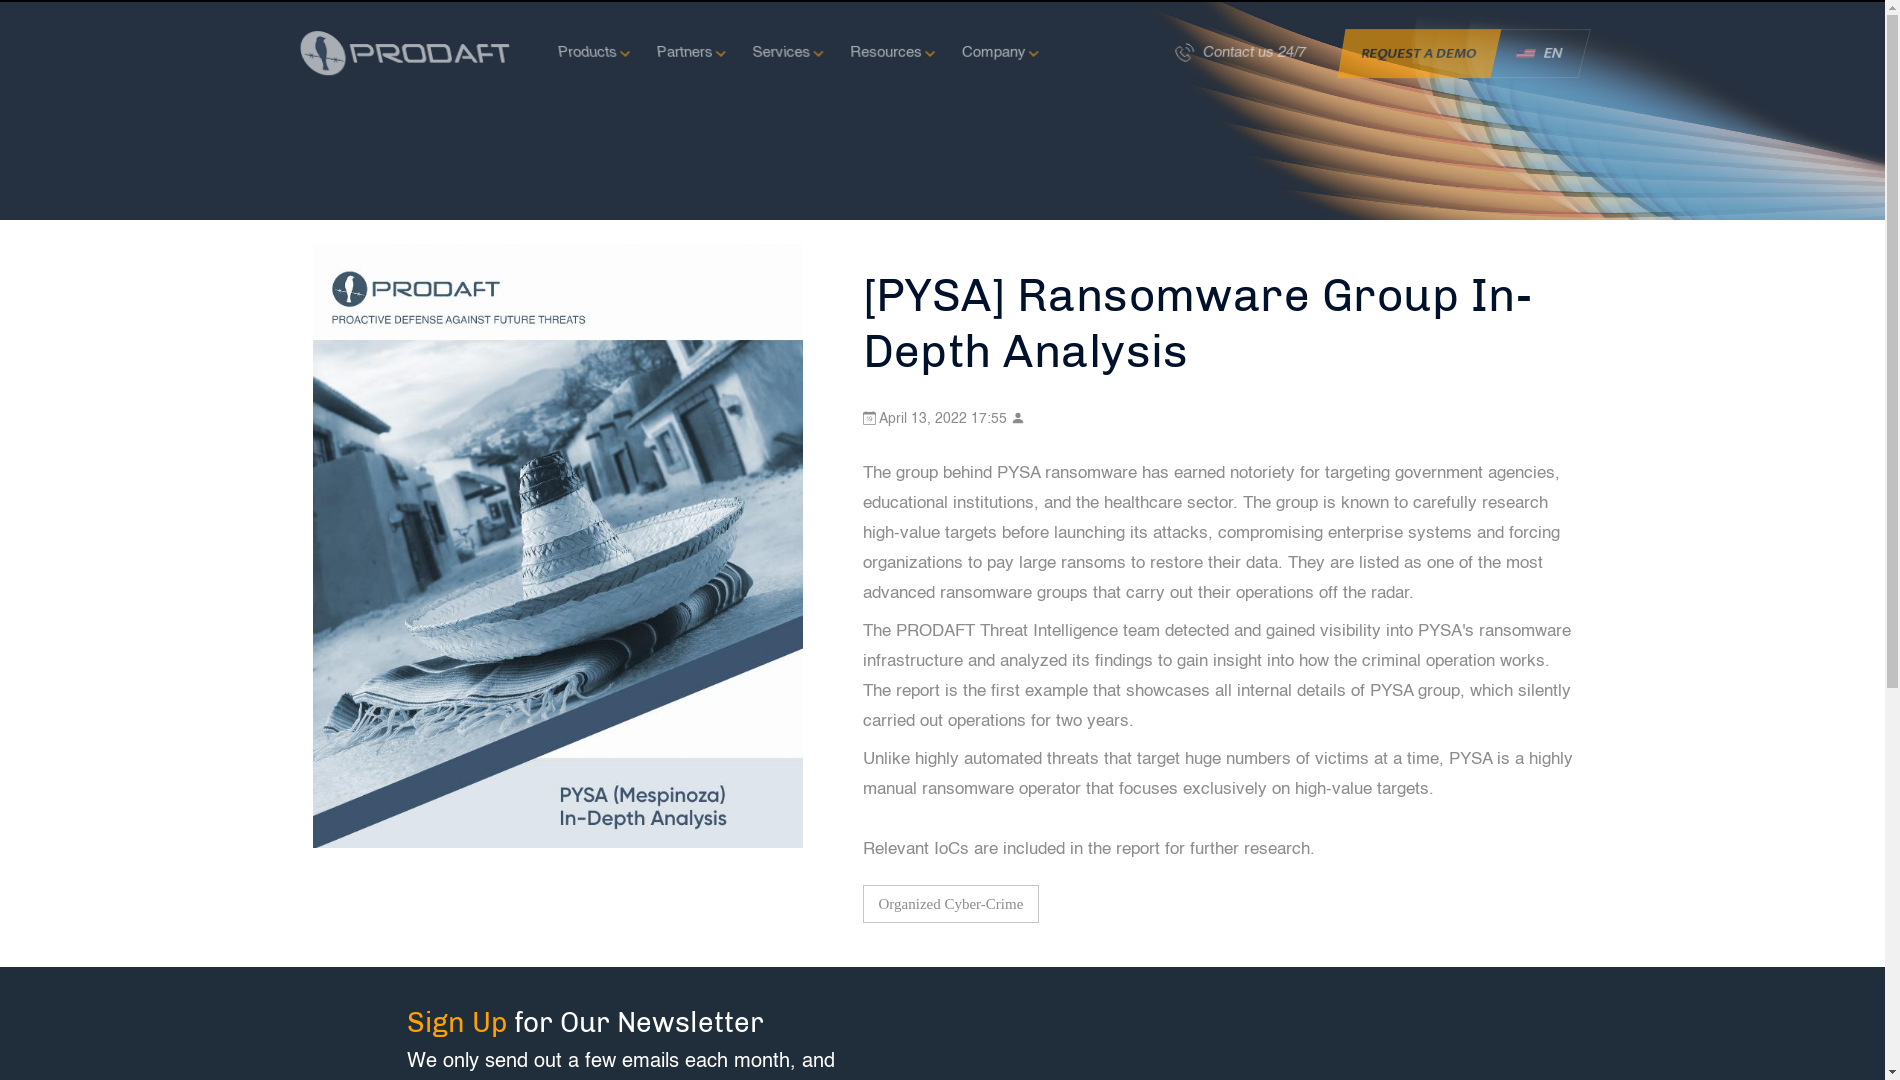 PRODAFT
Products
Partners
Services
Resources
Company
Contact us 24/7
REQUEST A DEMO
EN
PRODAFT
PROACTIVE DEFENSE AGAINST FUTURE THREATS
PYSA (Mespinoza)
In-Depth Analysis
[PYSA] Ransomware Group In-
Depth Analysis
April 13, 2022 17:55
The group behind PYSA ransomware has earned notoriety for targeting government agencies,
educational institutions, and the healthcare sector. The group is known to carefully research
high-value targets before launching its attacks, compromising enterprise systems and forcing
organizations to pay large ransoms to restore their data. They are listed as one of the most
advanced ransomware groups that carry out their operations off the radar.
The PRODAFT Threat Intelligence team detected and gained visibility into PYSA's ransomware
infrastructure and analyzed its findings to gain insight into how the criminal operation works.
The report is the first example that showcases all internal details of PYSA group, which silently
carried out operations for two years.
Unlike highly automated threats that target huge numbers of victims at a time, PYSA is a highly
manual ransomware operator that focuses exclusively on high-value targets.
Relevant IoCs are included in the report for further research.
Organized Cyber-Crime
Sign Up for Our Newsletter
We only send out a few emails each month, and